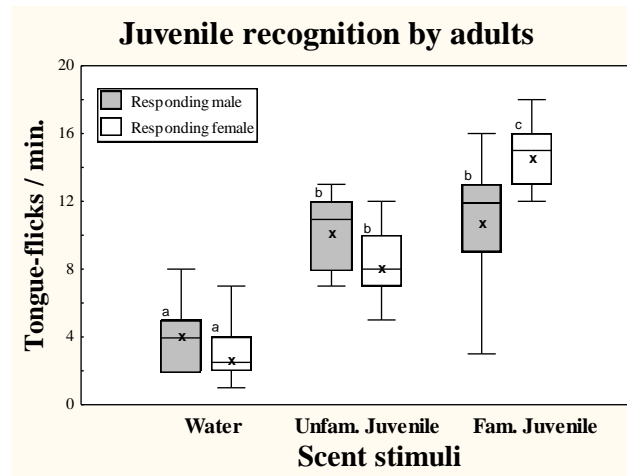 Juvenile recognition by adults
20
16
12
8
4
0
Tongue-flicks / min.
Responding male
Responding female
a
x
a
x
b
x
b
x
b
x
c
x
Water Unfam. Juvenile Fam. Juvenile
Scent stimuli